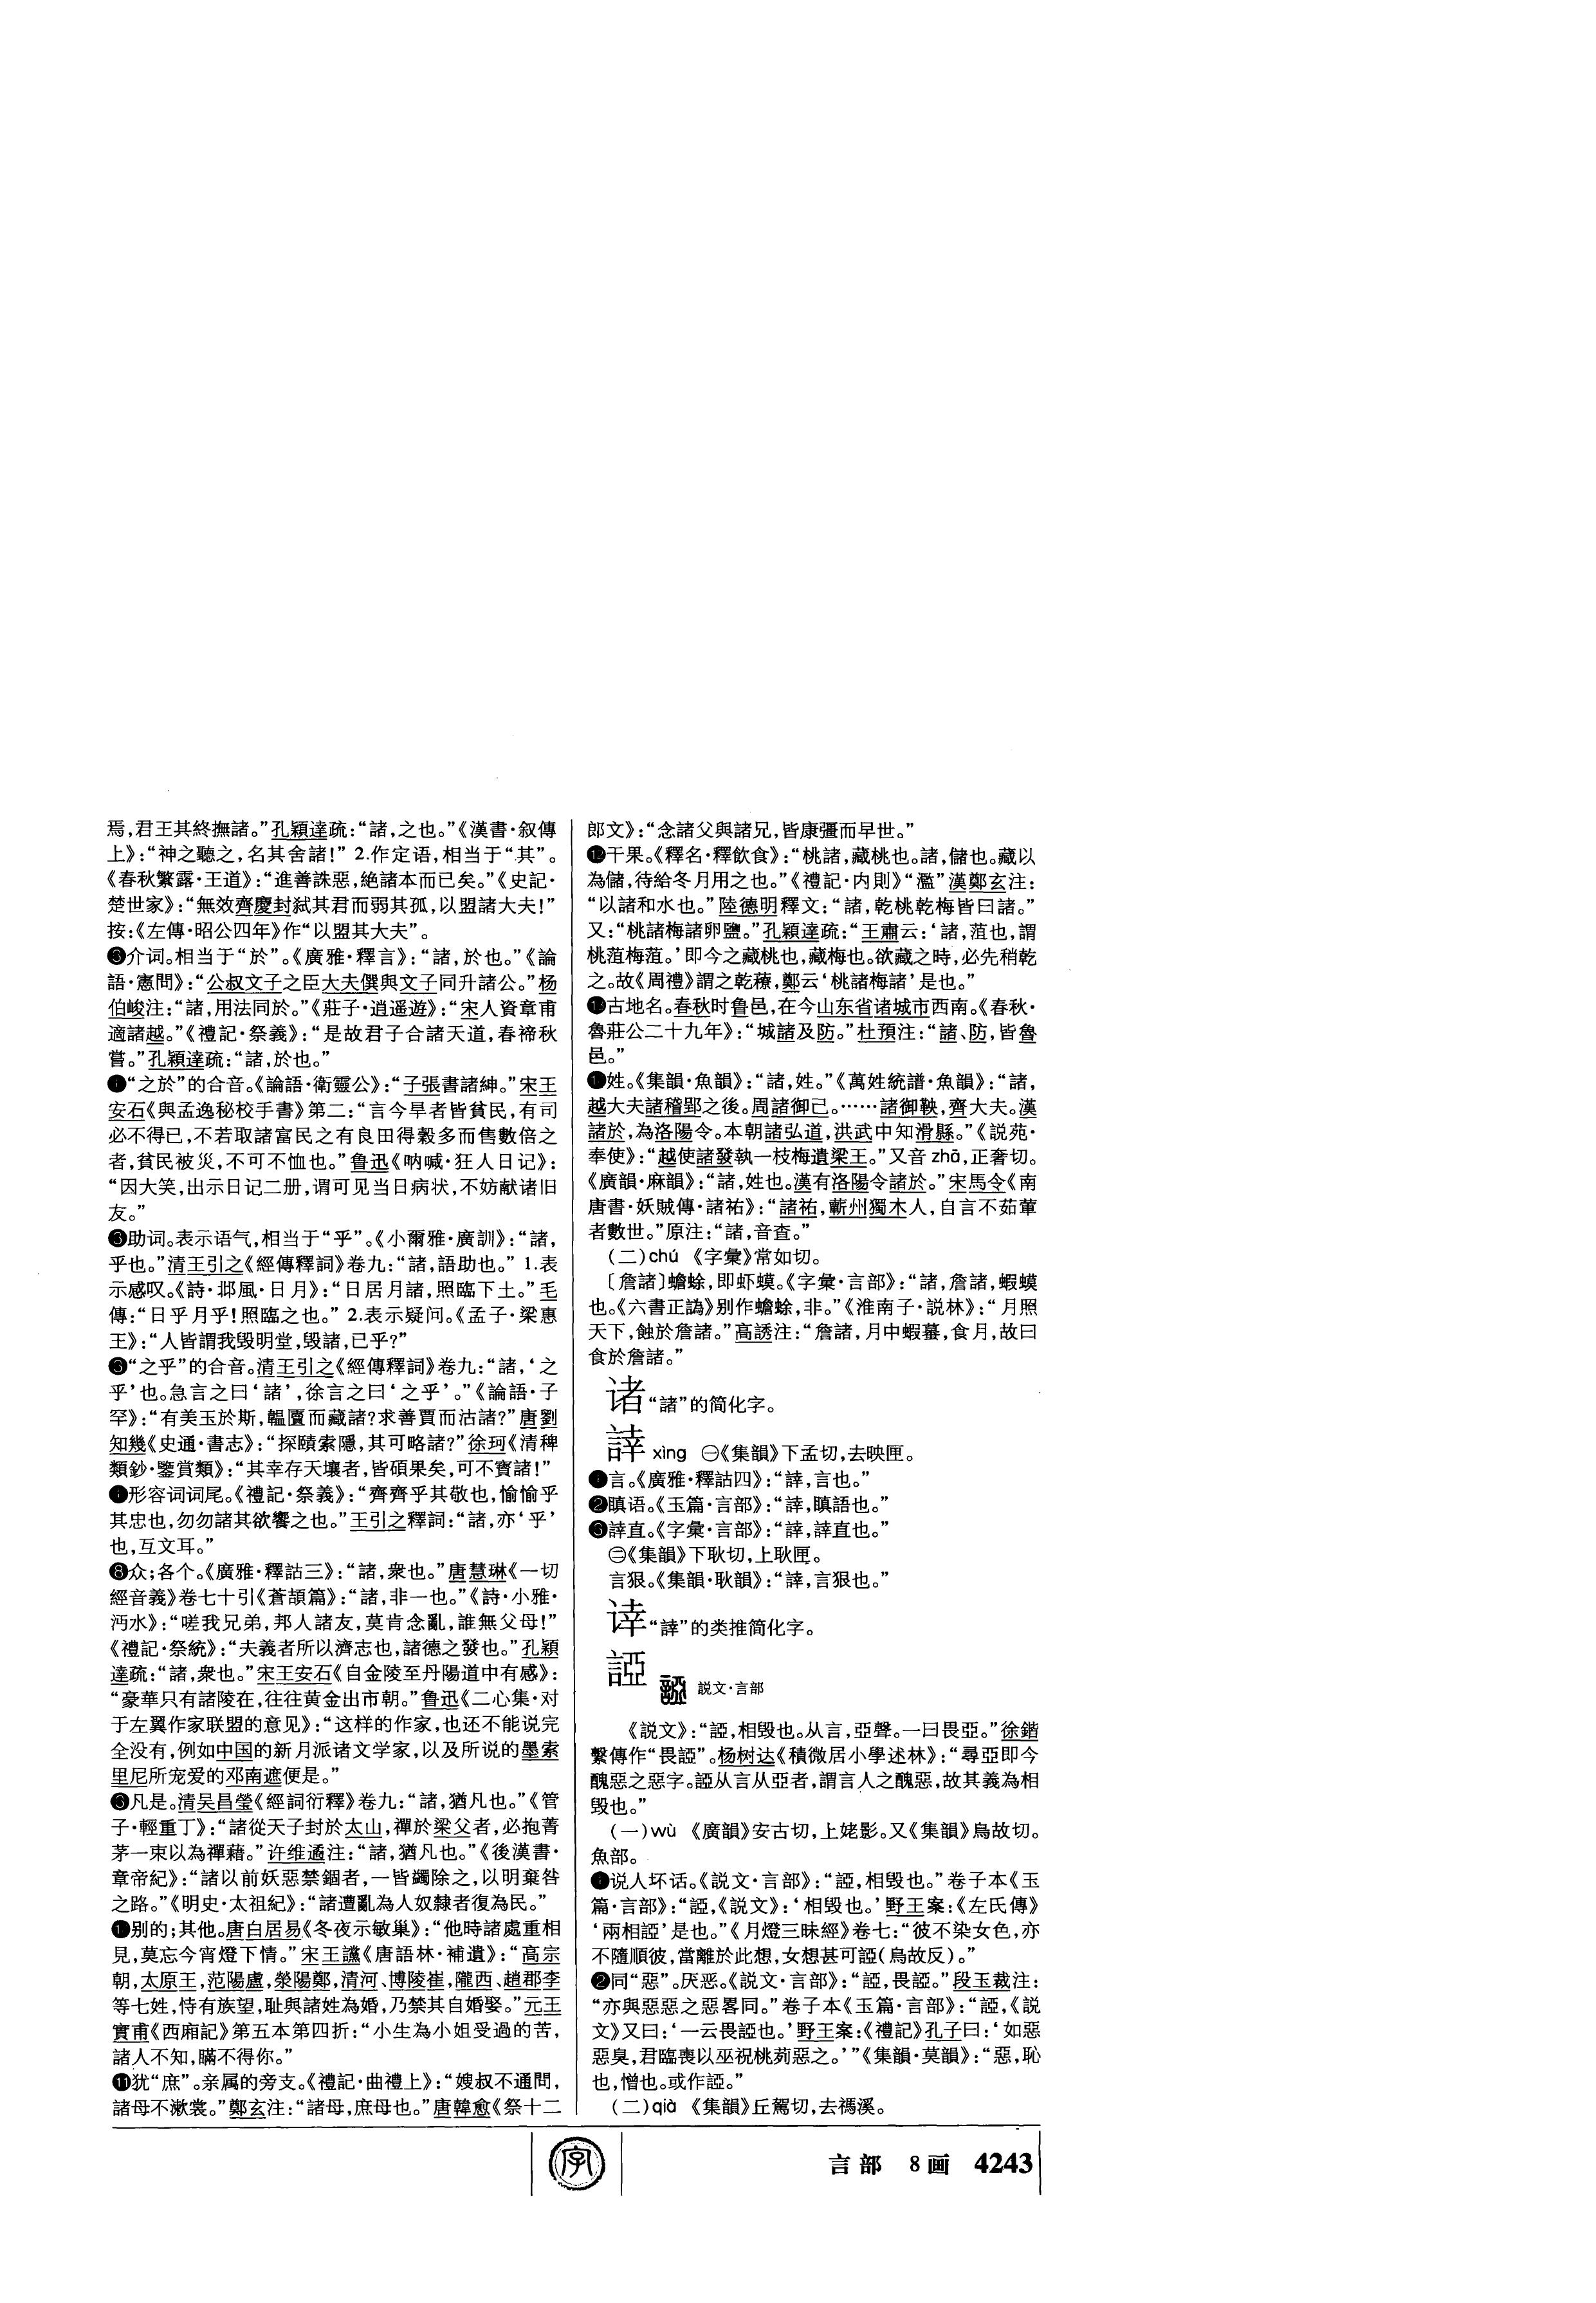 焉,君王其終撫諸。”孔穎達疏:“諸,之也。”《漢書·叙傳
上》:“神之聽之,名其舍諸!” 2.作定语,相当于“其”。
《春秋繁露·王道》:“進善誅惡,絶諸本而已矣。”《史記·
楚世家》:“無效齊慶封弑其君而弱其孤,以盟諸大夫!”
按:《左傳·昭公四年》作“以盟其大夫”。
❸介词。相当于“於”。《廣雅·釋言》:“諸,於也。”《論
語·憲問》:“公叔文子之臣大夫僎與文子同升諸公。”杨
伯峻注:“諸,用法同於。”《莊子·逍遥遊》:“宋人資章甫
適諸越。”《禮記·祭義》:“是故君子合諸天道,春禘秋
嘗。”孔穎達疏:“諸,於也。”
❹“之於”的合音。《論語·衛靈公》:“子張書諸紳。”宋王
安石《與孟逸秘校手書》第二:“言今旱者皆貧民,有司
必不得已,不若取諸富民之有良田得穀多而售數倍之
者,貧民被災,不可不恤也。”鲁迅《呐喊·狂人日记》:
“因大笑,出示日记二册,谓可见当日病状,不妨献诸旧
友。”
❺助词。表示语气,相当于“乎”。《小爾雅·廣訓》:“諸,
乎也。”清王引之《經傳釋詞》卷九:“諸,語助也。” 1.表
示感叹。《詩·邶風·日月》:“日居月諸,照臨下土。”毛
傳:“日乎月乎!照臨之也。” 2.表示疑问。《孟子·梁惠
王》:“人皆謂我毁明堂,毁諸,已乎?”
❻“之乎”的合音。清王引之《經傳釋詞》卷九:“諸,‘之
乎’也。急言之曰‘諸’,徐言之曰‘之乎’。”《論語·子
罕》:“有美玉於斯,韞匵而藏諸?求善賈而沽諸?”唐劉
知幾《史通·書志》:“探賾索隱,其可略諸?”徐珂《清稗
類鈔·鑒賞類》:“其幸存天壤者,皆碩果矣,可不寳諸!”
❼形容词词尾。《禮記·祭義》:“齊齊乎其敬也,愉愉乎
其忠也,勿勿諸其欲饗之也。”王引之釋詞:“諸,亦‘乎’
也,互文耳。”
❽众;各个。《廣雅·釋詁三》:“諸,衆也。”唐慧琳《一切
經音義》卷七十引《蒼頡篇》:“諸,非一也。”《詩·小雅·
沔水》:“嗟我兄弟,邦人諸友,莫肯念亂,誰無父母!”
《禮記·祭統》:“夫義者所以濟志也,諸德之發也。”孔穎
達疏:“諸,衆也。”宋王安石《自金陵至丹陽道中有感》:
“豪華只有諸陵在,往往黄金出市朝。”鲁迅《二心集·对
于左翼作家联盟的意见》:“这样的作家,也还不能说完
全没有,例如中国的新月派诸文学家,以及所说的墨索
里尼所宠爱的邓南遮便是。”
❾凡是。清吴昌瑩《經詞衍釋》卷九:“諸,猶凡也。”《管
子·輕重丁》:“諸從天子封於太山,禪於梁父者,必抱菁
茅一束以為禪藉。”许维遹注:“諸,猶凡也。”《後漢書·
章帝紀》:“諸以前妖惡禁錮者,一皆蠲除之,以明棄咎
之路。”《明史·太祖紀》:“諸遭亂為人奴隸者復為民。”
❿别的;其他。唐白居易《冬夜示敏巢》:“他時諸處重相
見,莫忘今宵燈下情。”宋王讜《唐語林·補遺》:“高宗
朝,太原王,范陽盧,滎陽鄭,清河、博陵崔,隴西、趙郡李
等七姓,恃有族望,耻與諸姓為婚,乃禁其自婚娶。”元王
實甫《西廂記》第五本第四折:“小生為小姐受過的苦,
諸人不知,瞞不得你。”
⓫犹“庶”。亲属的旁支。《禮記·曲禮上》:“嫂叔不通問,
諸母不漱裳。”鄭玄注:“諸母,庶母也。”唐韓愈《祭十二
郎文》:“念諸父與諸兄,皆康彊而早世。”
⓬干果。《釋名·釋飲食》:“桃諸,藏桃也。諸,儲也。藏以
為儲,待給冬月用之也。”《禮記·内則》“濫”漢鄭玄注:
“以諸和水也。”陸德明釋文:“諸,乾桃乾梅皆曰諸。”
又:“桃諸梅諸卵鹽。”孔穎達疏:“王肅云:‘諸,菹也,謂
桃菹梅菹。’即今之藏桃也,藏梅也。欲藏之時,必先稍乾
之。故《周禮》謂之乾䕩,鄭云‘桃諸梅諸’是也。”
⓭古地名。春秋时鲁邑,在今山东省诸城市西南。《春秋·
魯莊公二十九年》:“城諸及防。”杜預注:“諸、防,皆魯
邑。”
⓮姓。《集韻·魚韻》:“諸,姓。”《萬姓統譜·魚韻》:“諸,
越大夫諸稽郢之後。周諸御己。……諸御鞅,齊大夫。漢
諸於,為洛陽令。本朝諸弘道,洪武中知滑縣。”《説苑·
奉使》:“越使諸發執一枝梅遺梁王。”又音 zhā,正奢切。
《廣韻·麻韻》:“諸,姓也。漢有洛陽令諸於。”宋馬令《南
唐書·妖賊傳·諸祐》:“諸祐,蘄州獨木人,自言不茹葷
者數世。”原注:“諸,音查。”
(二)chú 《字彙》常如切。
〔詹諸〕蟾蜍,即虾蟆。《字彙·言部》:“諸,詹諸,蝦蟆
也。《六書正譌》别作蟾蜍,非。”《淮南子·説林》:“月照
天下,蝕於詹諸。”高誘注:“詹諸,月中蝦蟇,食月,故曰
食於詹諸。”
诸“諸”的简化字。
誶 xìng ㊀《集韻》下孟切,去映匣。
❶言。《廣雅·釋詁四》:“䛭,言也。”
❷瞋语。《玉篇·言部》:“䛭,瞋語也。”
❸䛭直。《字彙·言部》:“䛭,䛭直也。”
㊁《集韻》下耿切,上耿匣。
言狠。《集韻·耿韻》:“䛭,言狠也。”
“䛭”的类推简化字。
諲
説文·言部
《説文》:“䛩,相毁也。从言,亞聲。一曰畏亞。”徐鍇
繫傳作“畏䛩”。杨树达《積微居小學述林》:“尋亞即今
醜惡之惡字。䛩从言从亞者,謂言人之醜惡,故其義為相
毁也。”
(一)wù 《廣韻》安古切,上姥影。又《集韻》烏故切。
魚部。
❶说人坏话。《説文·言部》:“䛩,相毁也。”卷子本《玉
篇·言部》:“䛩,《説文》:‘相毁也。’野王案:《左氏傳》
‘兩相䛩’是也。”《月燈三昧經》卷七:“彼不染女色,亦
不隨順彼,當離於此想,女想甚可䛩(烏故反)。”
❷同“惡”。厌恶。《説文·言部》:“䛩,畏䛩。”段玉裁注:
“亦與惡惡之惡畧同。”卷子本《玉篇·言部》:“䛩,《説
文》又曰:‘一云畏䛩也。’野王案:《禮記》孔子曰:‘如惡
惡臭,君臨喪以巫祝桃茢惡之。’”《集韻·莫韻》:“惡,恥
也,憎也。或作䛩。”
(二)qià 《集韻》丘駕切,去禡溪。
字
言部 8画 4243